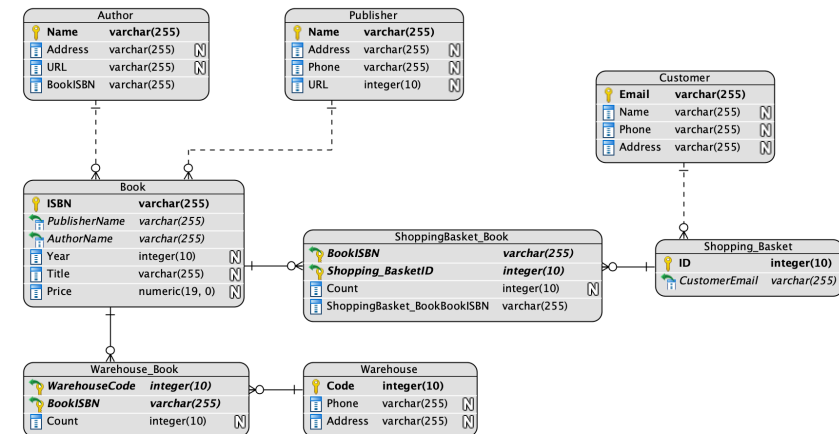 Author
Name varchar(255)
Address varchar(255) N
URL varchar(255) N
BookISBN varchar(255)
Publisher
Name varchar(255)
Address varchar(255) N
Phone varchar(255) N
URL integer(10) N
Customer
Email varchar(255)
Name varchar(255) N
Phone varchar(255) N
Address varchar(255) N
Book
ISBN varchar(255)
PublisherName varchar(255)
AuthorName varchar(255)
Year integer(10) N
Title varchar(255) N
Price numeric(19, 0) N
ShoppingBasket_Book
BookISBN varchar(255)
Shopping_BasketID integer(10)
Count integer(10) N
ShoppingBasket_BookBookISBN varchar(255)
Shopping_Basket
ID integer(10)
CustomerEmail varchar(255)
Warehouse_Book
WarehouseCode integer(10)
BookISBN varchar(255)
Count integer(10) N
Warehouse
Code integer(10)
Phone varchar(255) N
Address varchar(255) N